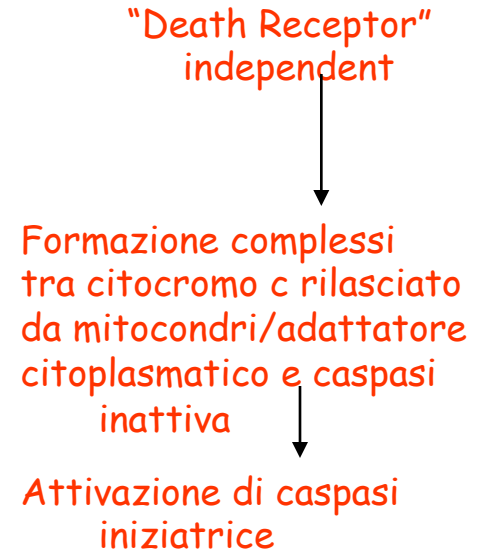 “Death Receptor”
independent
Formazione complessi
tra citocromo c rilasciato
da mitocondri/adattatore
citoplasmatico e caspasi
inattiva
Attivazione di caspasi
iniziatrice